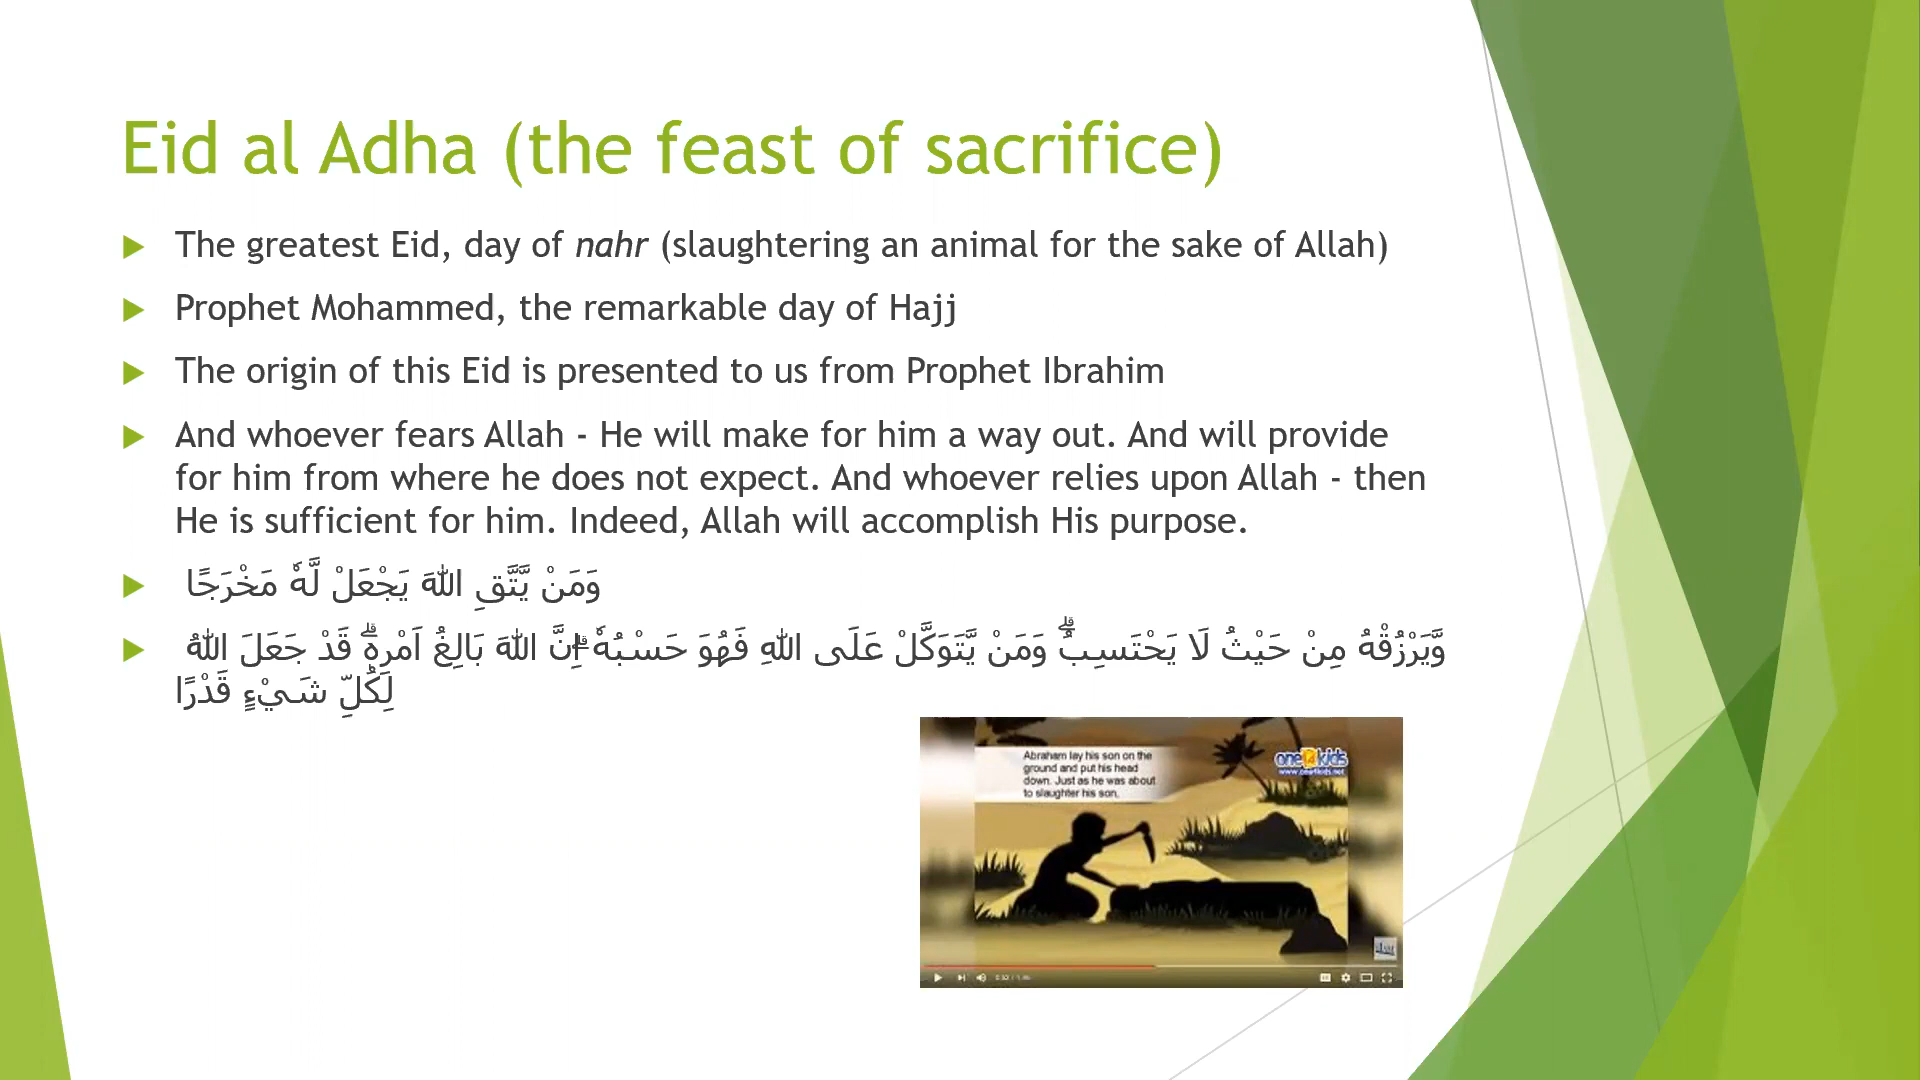 Eid al Adha (the feast of sacrifice)
The greatest Eid, day of nahr (slaughtering an animal for the sake of Allah)
Prophet Mohammed, the remarkable day of Hajj
The origin of this Eid is presented to us from Prophet Ibrahim
And whoever fears Allah - He will make for him a way out. And will provide
for him from where he does not expect. And whoever relies upon Allah - then
He is sufficient for him. Indeed, Allah will accomplish His purpose.
وَمَنْ يَّتَّقِ اللّٰهَ يَجْعَلْ لَّهٗ مَخْرَجًا
وَّيَرْزُقْهُ مِنْ حَيْثُ لَا يَحْتَسِبُ ۗوَمَنْ يَّتَوَكَّلْ عَلَى اللّٰهِ فَهُوَ حَسْبُهٗ ۗاِنَّ اللّٰهَ بَالِغُ اَمْرِهٖۗ قَدْ جَعَلَ اللّٰهُ
لِكُلِّ شَيْءٍ قَدْرًا
Abraham lay his son on the
ground and put his head
down. Just as he was about
to slaughter his son.
one4kids
www.one4kids.net